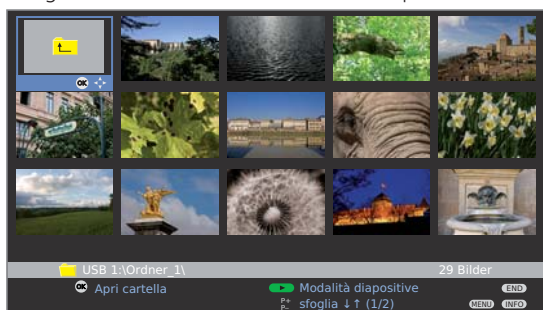 OK
USB 1:\Ordner_1\ 29 Bilder
OK Apri cartella Modalità diapositive END
P+
P- sfoglia ↓↑ (1/2) MENU INFO